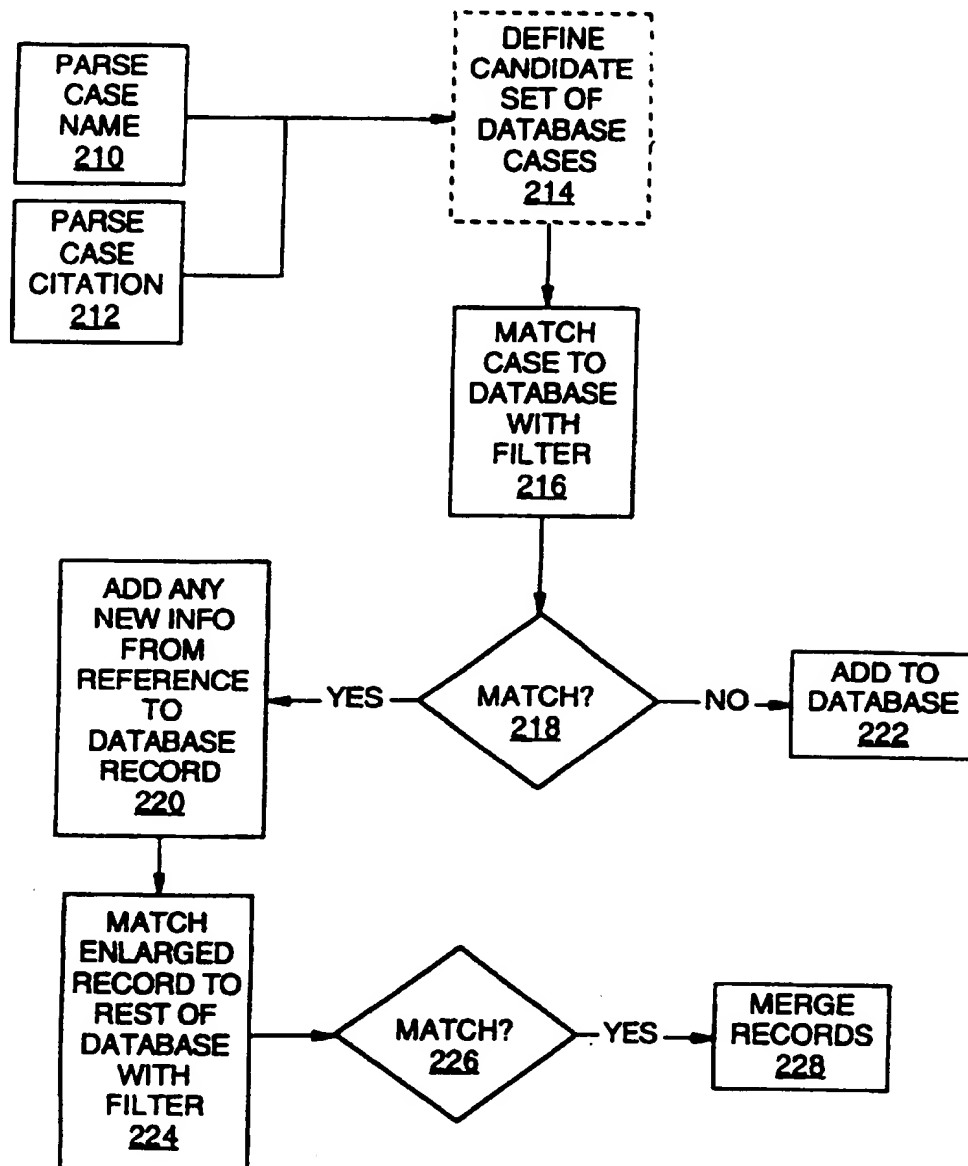 PARSE
CASE
NAME
210
PARSE
CASE
CITATION
212
DEFINE
CANDIDATE
SET OF
DATABASE
CASES
214
MATCH
CASE TO
DATABASE
WITH
FILTER
216
MATCH?
218
YES
NO
ADD ANY
NEW INFO
FROM
REFERENCE
TO
DATABASE
RECORD
220
ADD TO
DATABASE
222
MATCH
ENLARGED
RECORD TO
REST OF
DATABASE
WITH
FILTER
224
MATCH?
226
YES
MERGE
RECORDS
228